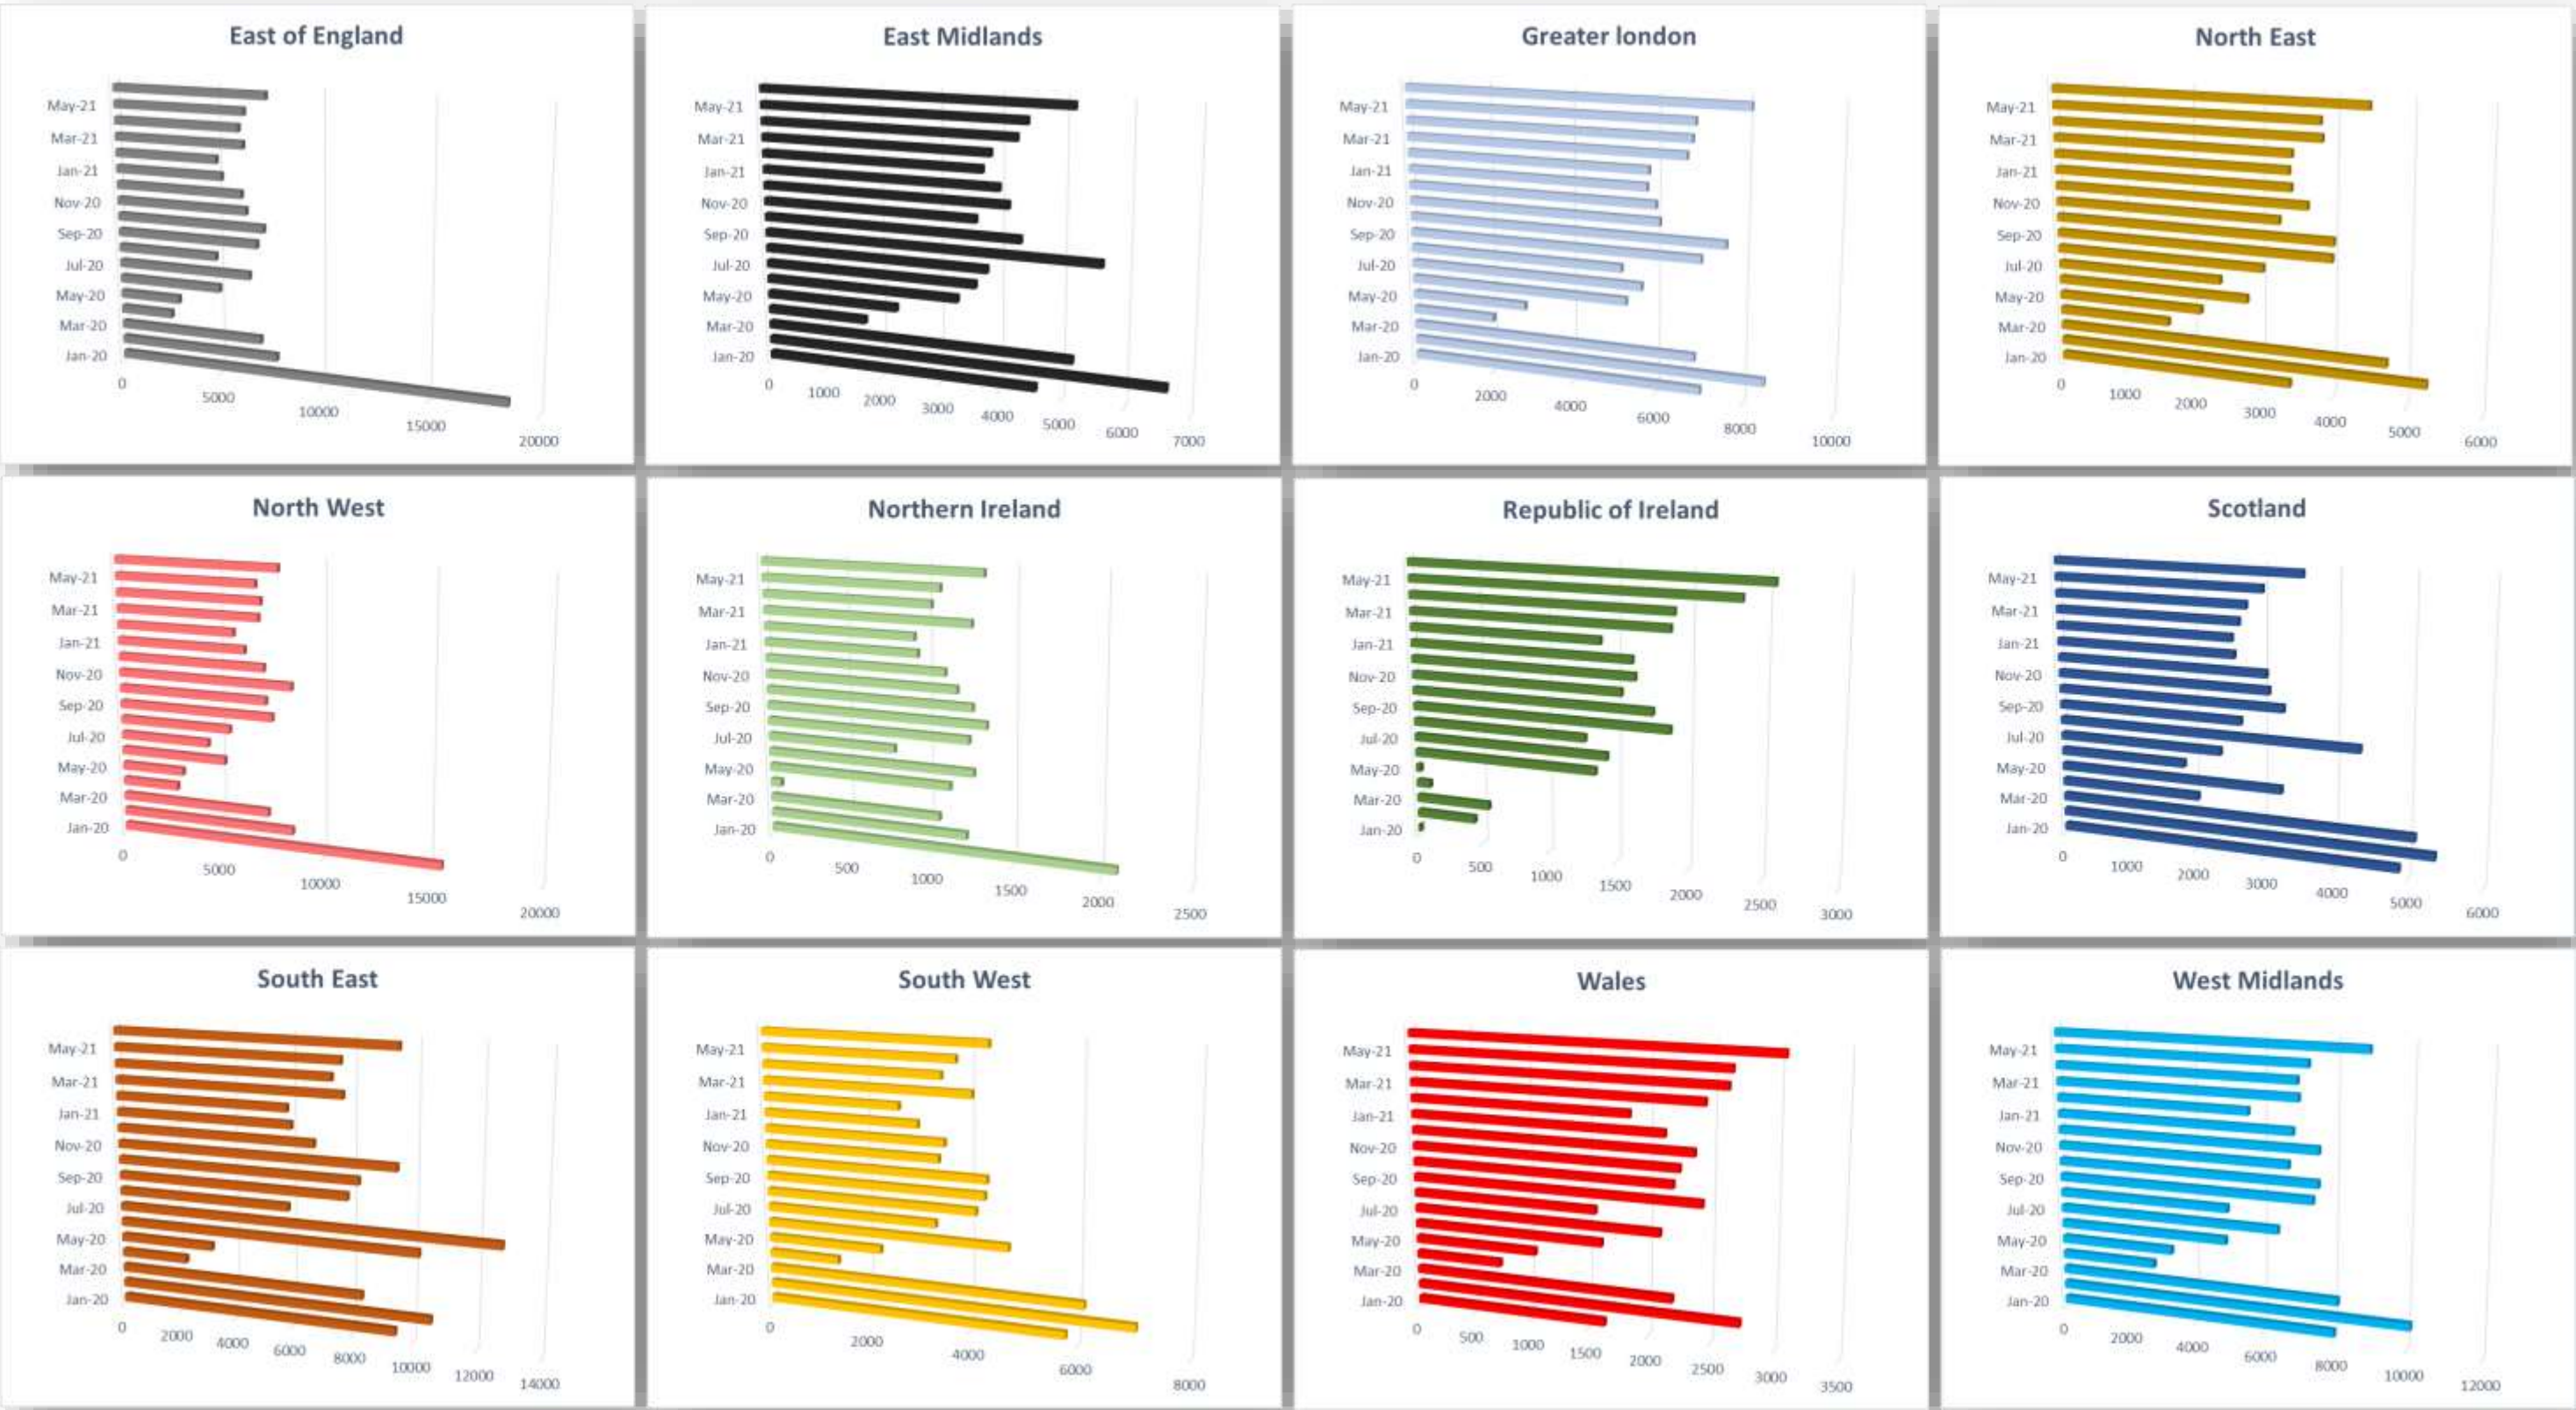 East of England
May-21
Mar-21
Jan-21
Nov-20
Sep-20
Jul-20
May-20
Mar-20
Jan-20
0
5000
10000
15000
20000
East Midlands
May-21
Mar-21
Jan-21
Nov-20
Sep-20
Jul-20
May-20
Mar-20
Jan-20
0
1000
2000
3000
4000
5000
6000
7000
Greater london
May-21
Mar-21
Jan-21
Nov-20
Sep-20
Jul-20
May-20
Mar-20
Jan-20
0
2000
4000
6000
8000
10000
North East
May-21
Mar-21
Jan-21
Nov-20
Sep-20
Jul-20
May-20
Mar-20
Jan-20
0
1000
2000
3000
4000
5000
6000
North West
May-21
Mar-21
Jan-21
Nov-20
Sep-20
Jul-20
May-20
Mar-20
Jan-20
0
5000
10000
15000
20000
Northern Ireland
May-21
Mar-21
Jan-21
Nov-20
Sep-20
Jul-20
May-20
Mar-20
Jan-20
0
500
1000
1500
2000
2500
Republic of Ireland
May-21
Mar-21
Jan-21
Nov-20
Sep-20
Jul-20
May-20
Mar-20
Jan-20
0
500
1000
1500
2000
2500
3000
Scotland
May-21
Mar-21
Jan-21
Nov-20
Sep-20
Jul-20
May-20
Mar-20
Jan-20
0
1000
2000
3000
4000
5000
6000
South East
May-21
Mar-21
Jan-21
Nov-20
Sep-20
Jul-20
May-20
Mar-20
Jan-20
0
2000
4000
6000
8000
10000
12000
14000
South West
May-21
Mar-21
Jan-21
Nov-20
Sep-20
Jul-20
May-20
Mar-20
Jan-20
0
2000
4000
6000
8000
Wales
May-21
Mar-21
Jan-21
Nov-20
Sep-20
Jul-20
May-20
Mar-20
Jan-20
0
500
1000
1500
2000
2500
3000
3500
West Midlands
May-21
Mar-21
Jan-21
Nov-20
Sep-20
Jul-20
May-20
Mar-20
Jan-20
0
2000
4000
6000
8000
10000
12000